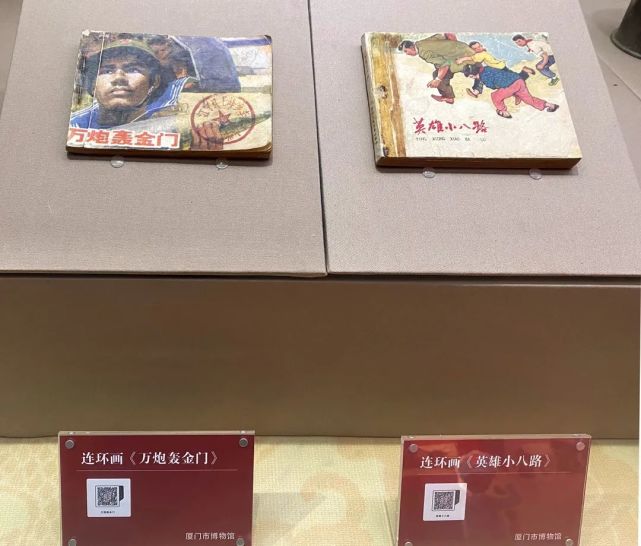 万炮轰金门
英雄小八路
YING XIONG XIAO BA LU
连环画《万炮轰金门》
厦门市博物馆
连环画《英雄小八路》
厦门市博物馆